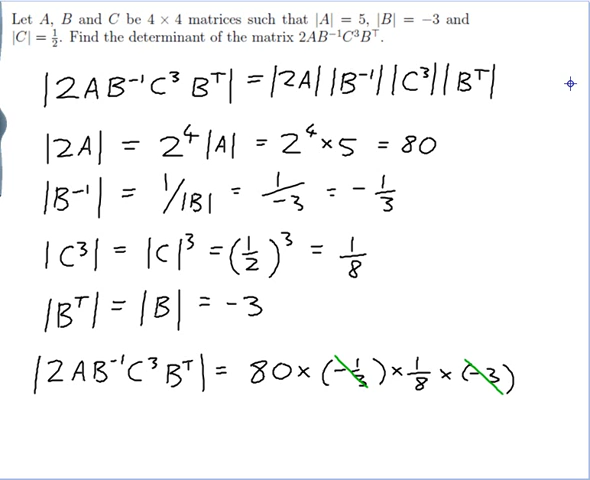 Let A, B and C be 4 × 4 matrices such that |A| = 5, |B| = −3 and
|C| = 1/2. Find the determinant of the matrix 2AB⁻¹C³Bᵀ.
|2AB⁻¹C³Bᵀ| = |2A||B⁻¹||C³||Bᵀ|
|2A| = 2⁴|A| = 2⁴×5 = 80
|B⁻¹| = 1/|B| = 1/−3 = −1/3
|C³| = |C|³ = (1/2)³ = 1/8
|Bᵀ| = |B| = −3
|2AB⁻¹C³Bᵀ| = 80 × (−1/3) × 1/8 × (−3)